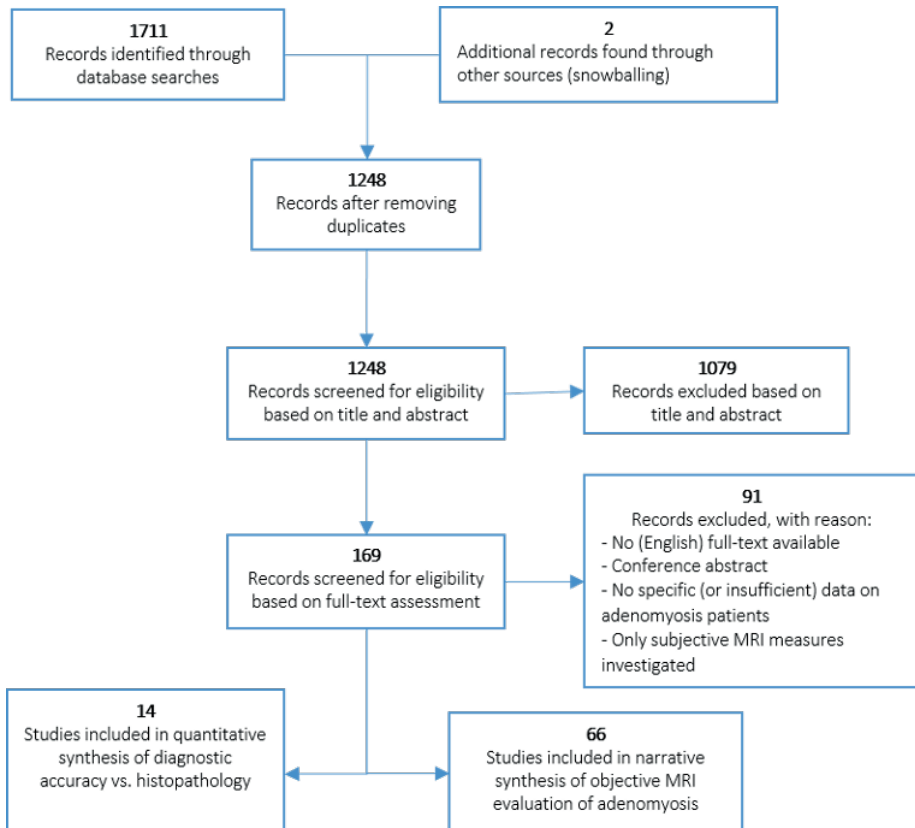 1711
Records identified through
database searches
2
Additional records found through
other sources (snowballing)
1248
Records after removing
duplicates
1248
Records screened for eligibility
based on title and abstract
1079
Records excluded based on
title and abstract
169
Records screened for eligibility
based on full-text assessment
91
Records excluded, with reason:
- No (English) full-text available
- Conference abstract
- No specific (or insufficient) data on
adenomyosis patients
- Only subjective MRI measures
investigated
14
Studies included in quantitative
synthesis of diagnostic
accuracy vs. histopathology
66
Studies included in narrative
synthesis of objective MRI
evaluation of adenomyosis